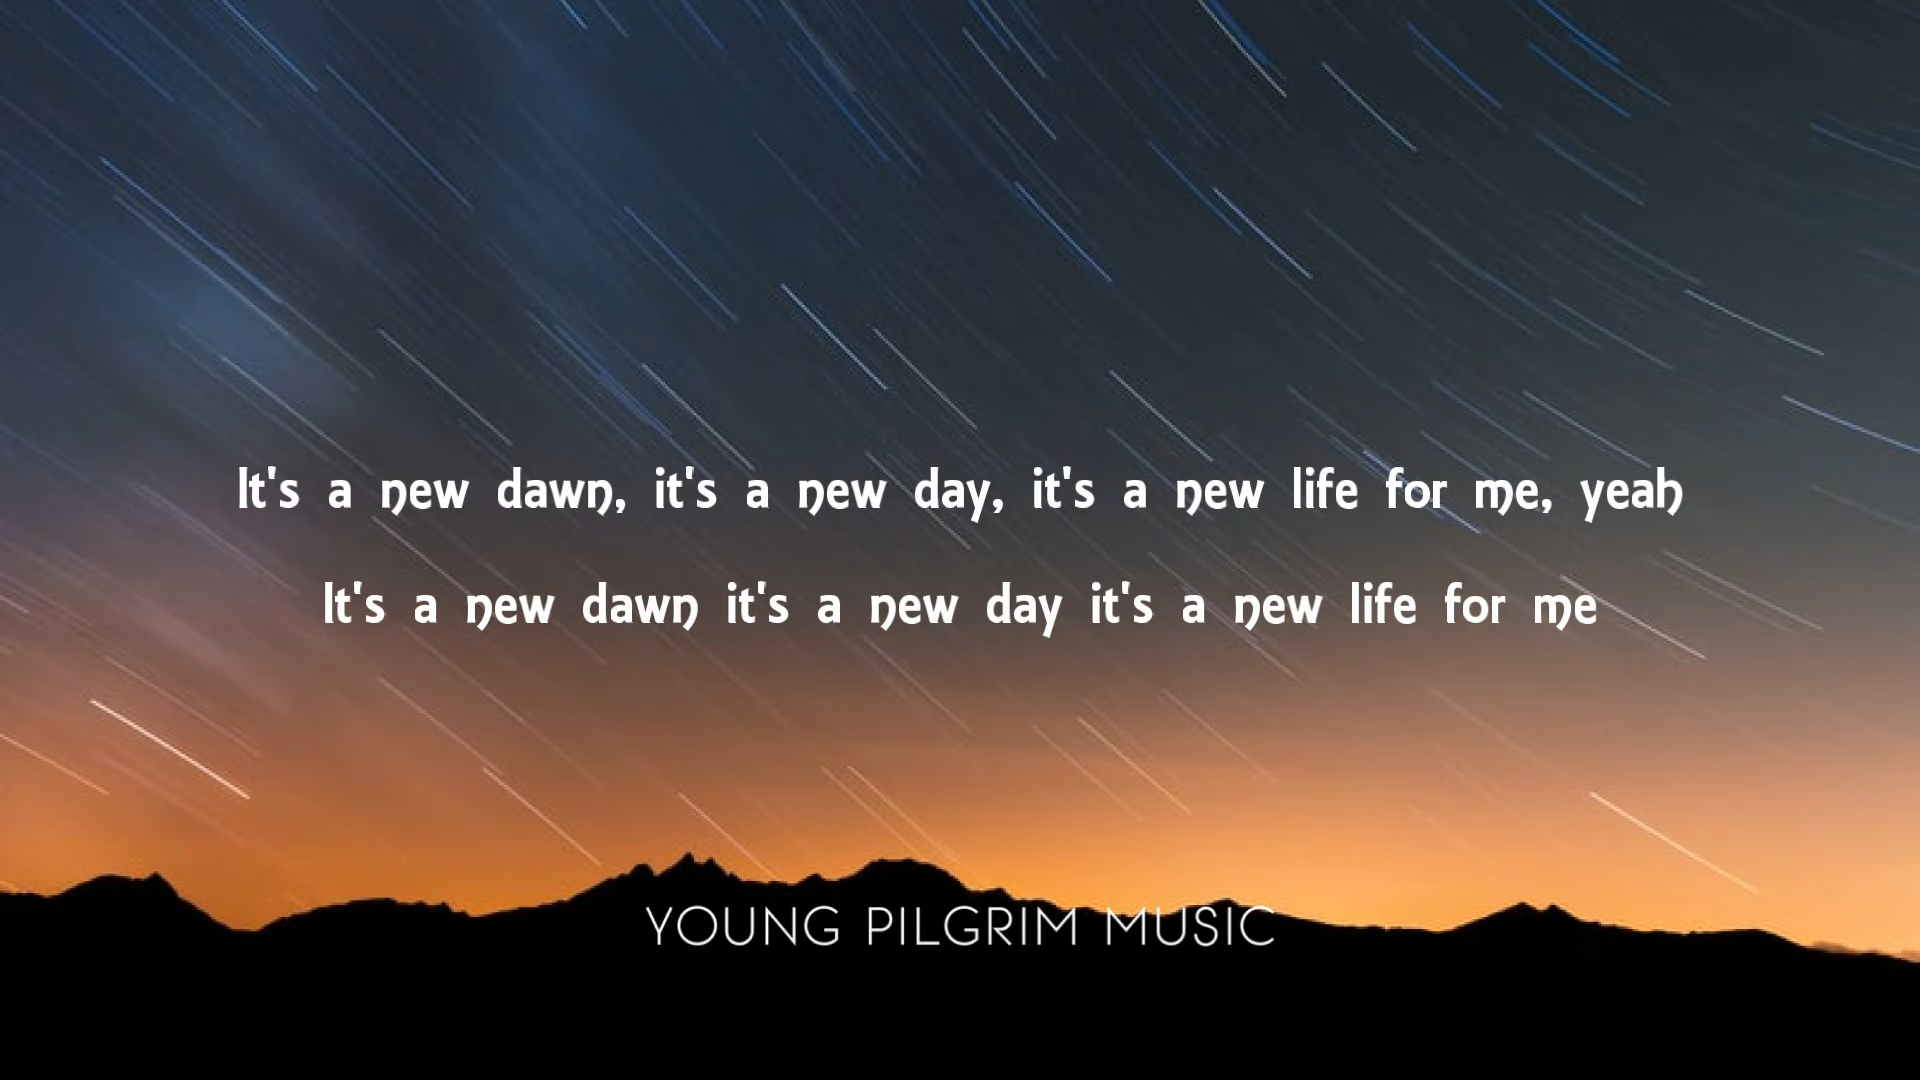 It's a new dawn, it's a new day, it's a new life for me, yeah
It's a new dawn it's a new day it's a new life for me
YOUNG PILGRIM MUSIC